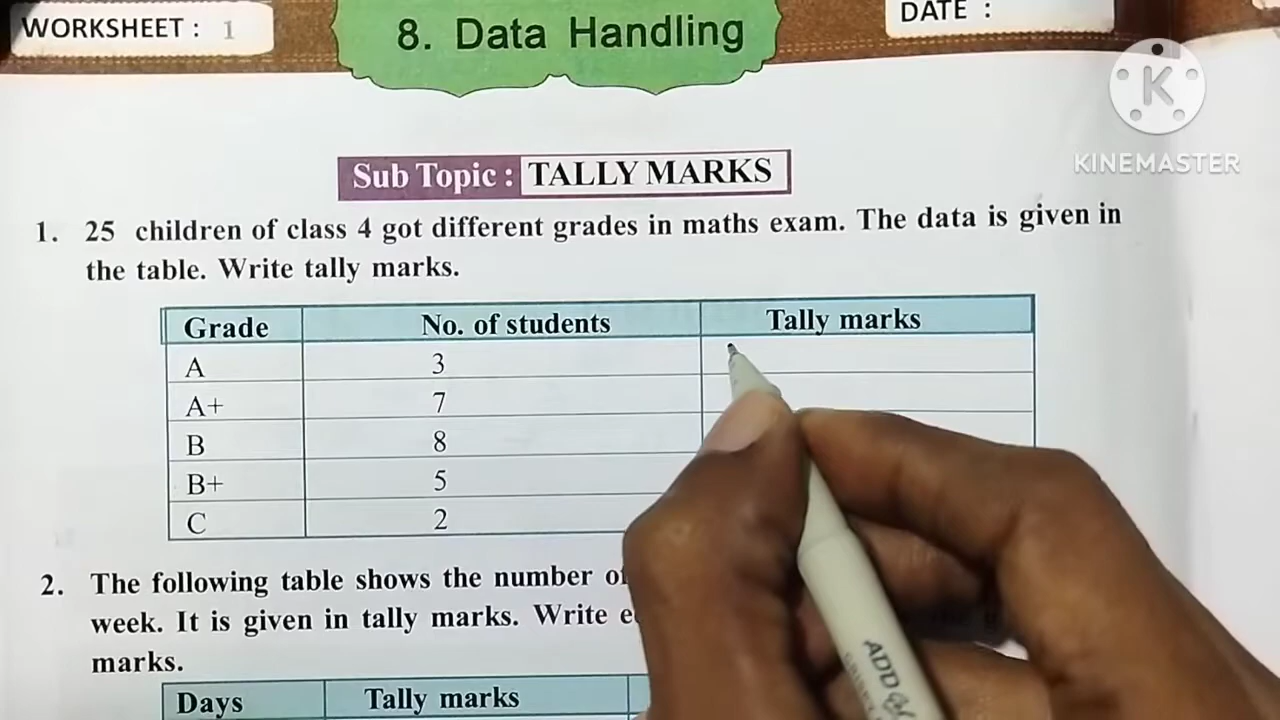 WORKSHEET : 1
8. Data Handling
DATE :
KINEMASTER
Sub Topic : TALLY MARKS
1. 25 children of class 4 got different grades in maths exam. The data is given in
the table. Write tally marks.
Grade No. of students Tally marks
A 3
A+ 7
B 8
B+ 5
C 2
2. The following table shows the number
week. It is given in tally marks. Write
marks.
Days Tally marks
ADD